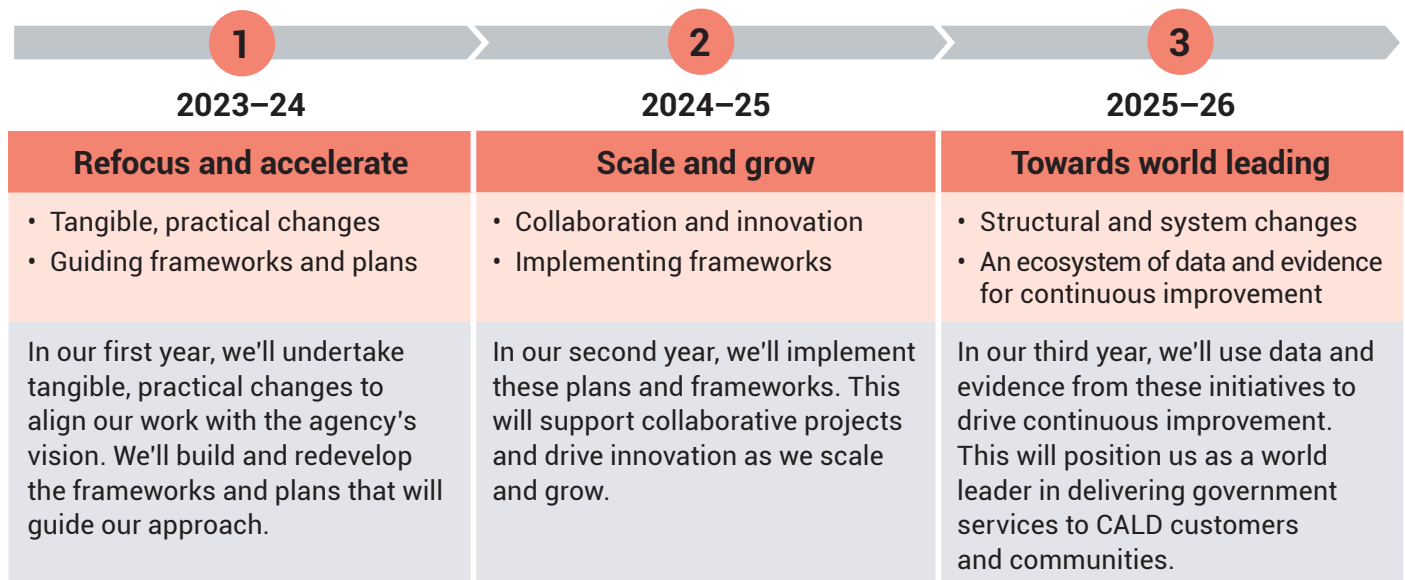 1
2023–24
Refocus and accelerate
• Tangible, practical changes
• Guiding frameworks and plans
In our first year, we'll undertake
tangible, practical changes to
align our work with the agency's
vision. We'll build and redevelop
the frameworks and plans that will
guide our approach.
2
2024–25
Scale and grow
• Collaboration and innovation
• Implementing frameworks
In our second year, we'll implement
these plans and frameworks. This
will support collaborative projects
and drive innovation as we scale
and grow.
3
2025–26
Towards world leading
• Structural and system changes
• An ecosystem of data and evidence
for continuous improvement
In our third year, we'll use data and
evidence from these initiatives to
drive continuous improvement.
This will position us as a world
leader in delivering government
services to CALD customers
and communities.